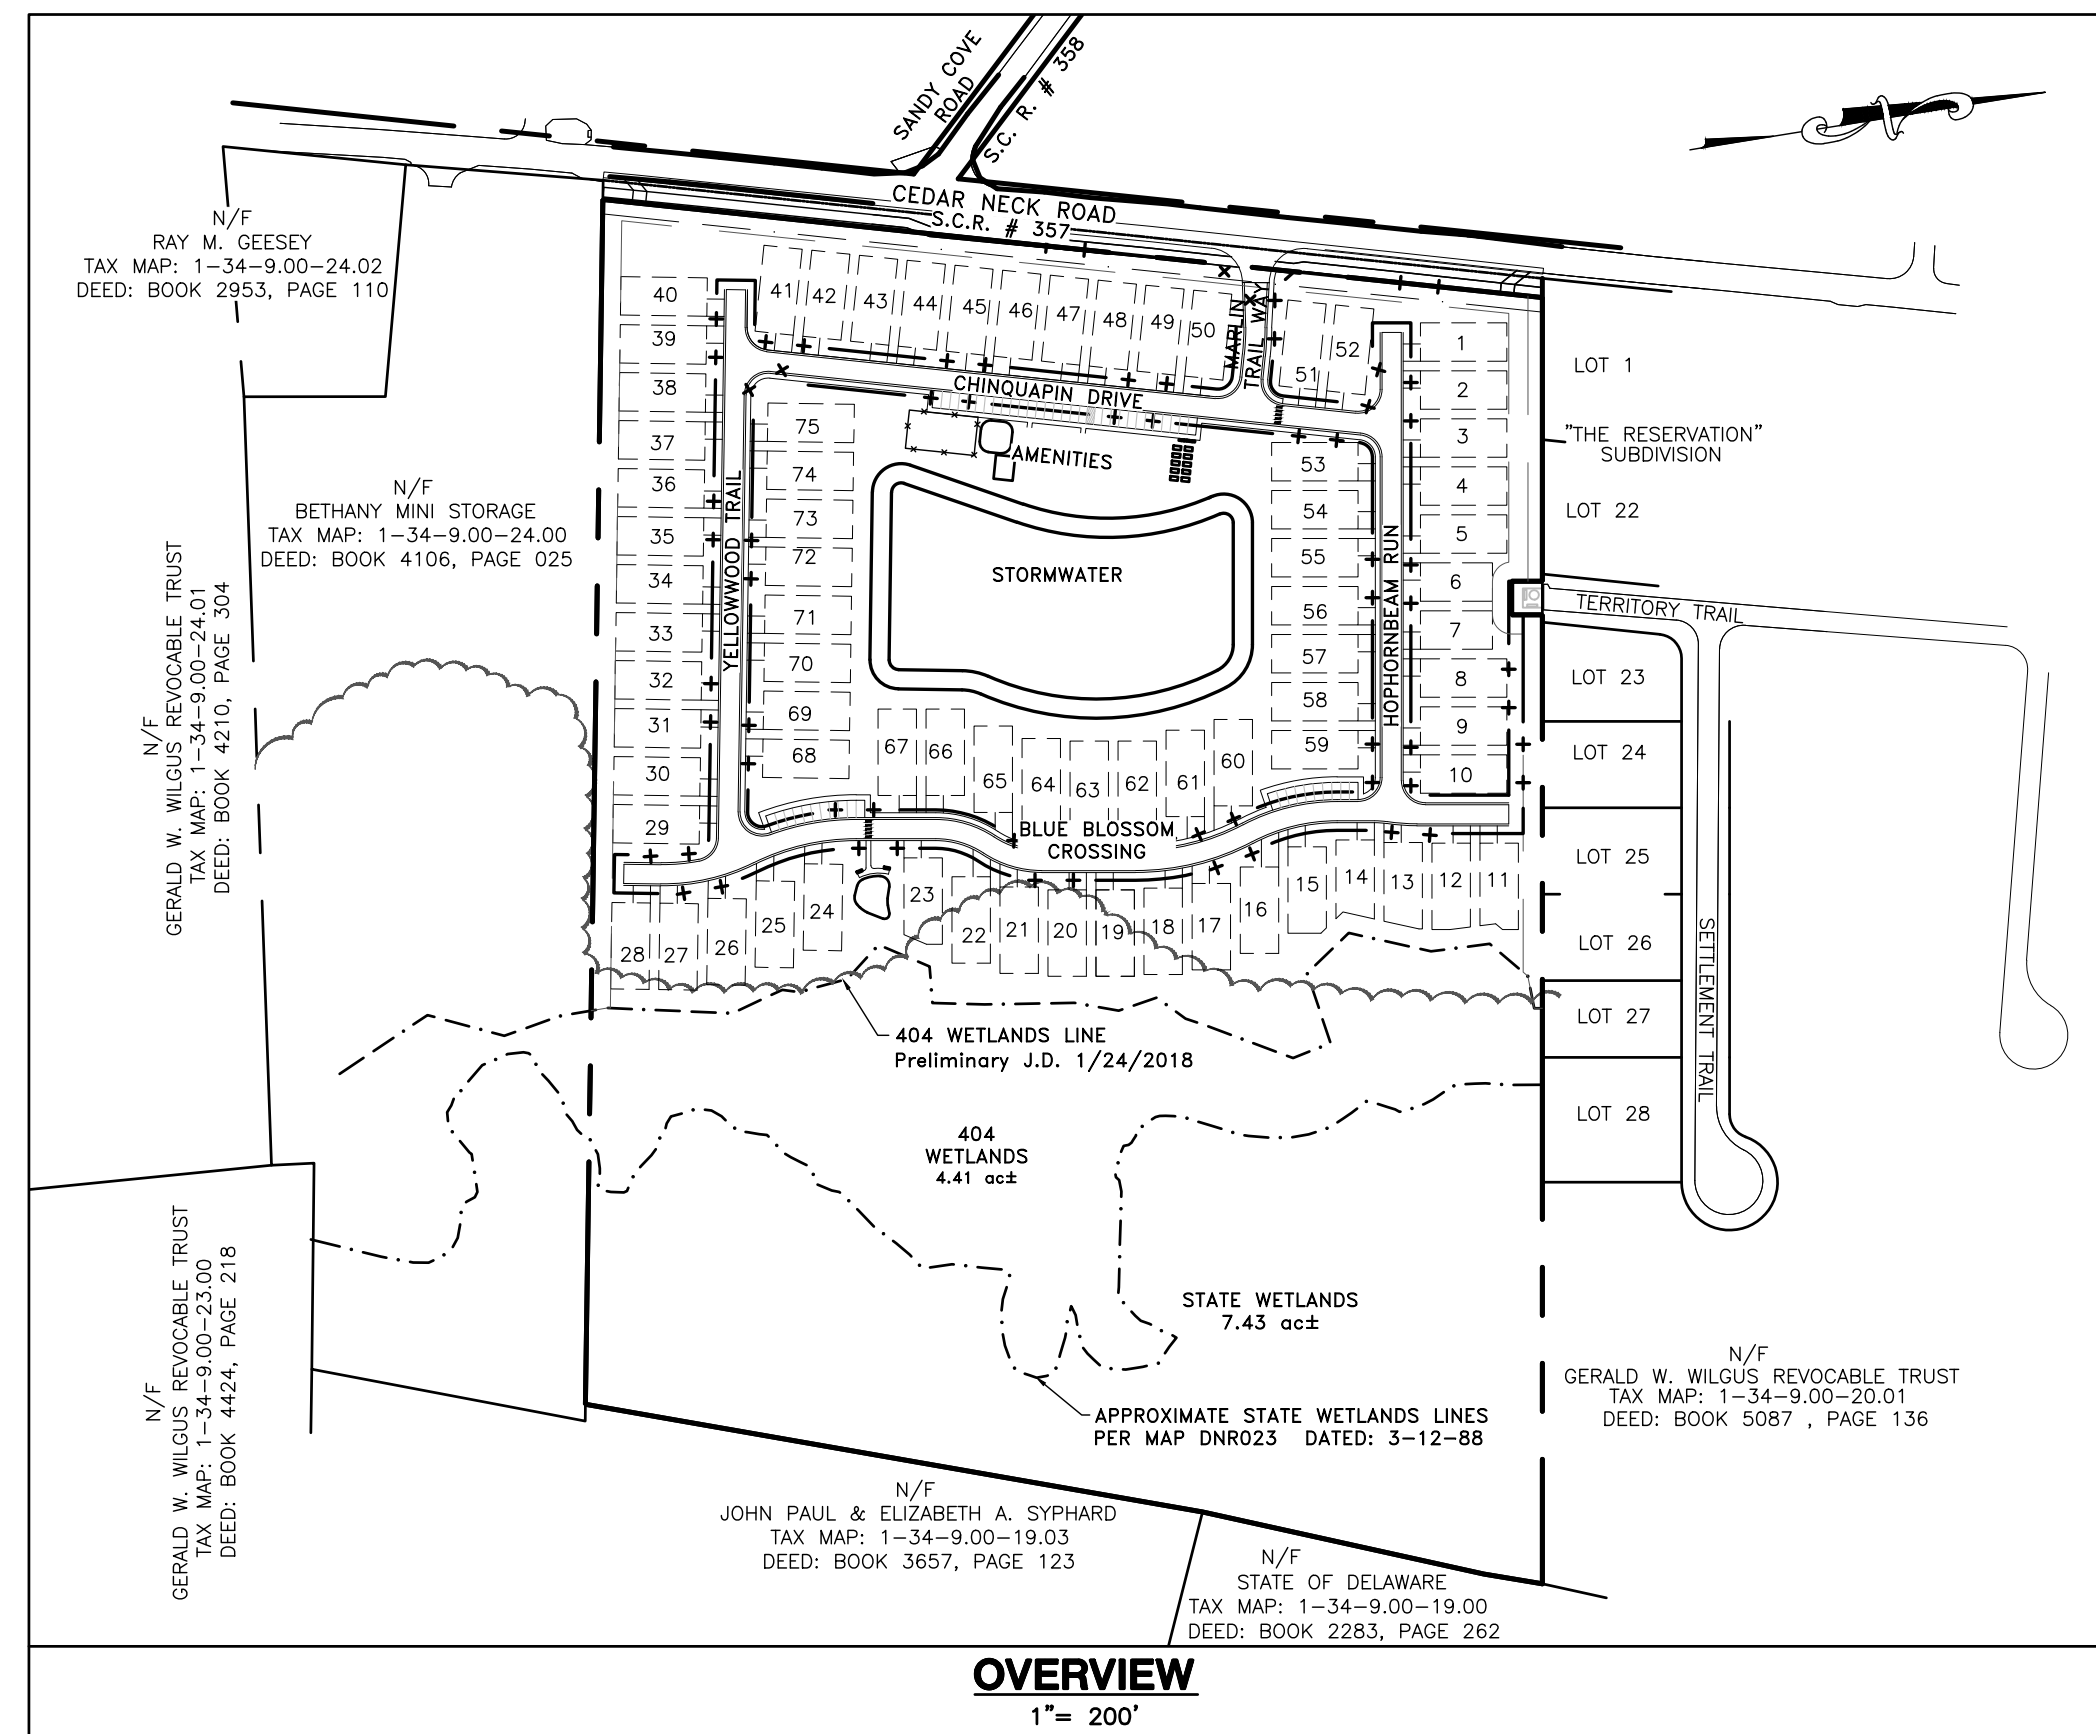 SANDY COVE
ROAD
S.C. R. # 358
CEDAR NECK ROAD
S.C.R. # 357
N
N/F
RAY M. GEESEY
TAX MAP: 1-34-9.00-24.02
DEED: BOOK 2953, PAGE 110
N/F
BETHANY MINI STORAGE
TAX MAP: 1-34-9.00-24.00
DEED: BOOK 4106, PAGE 025
N/F
GERALD W. WILGUS REVOCABLE TRUST
TAX MAP: 1-34-9.00-24.01
DEED: BOOK 4210, PAGE 304
N/F
GERALD W. WILGUS REVOCABLE TRUST
TAX MAP: 1-34-9.00-23.00
DEED: BOOK 4424, PAGE 218
40
39
38
37
36
35
34
33
32
31
30
29
41
42
43
44
45
46
47
48
49
50
MARLIN
TRAIL WAY
51
52
CHINQUAPIN DRIVE
YELLOWWOOD TRAIL
75
74
73
72
71
70
69
68
AMENITIES
STORMWATER
53
54
55
56
57
58
59
HOPHORNBEAM RUN
1
2
3
4
5
6
7
8
9
10
67
66
65
64
63
62
61
60
BLUE BLOSSOM
CROSSING
28
27
26
25
24
23
22
21
20
19
18
17
16
15
14
13
12
11
LOT 1
"THE RESERVATION"
SUBDIVISION
LOT 22
TERRITORY TRAIL
LOT 23
LOT 24
LOT 25
LOT 26
LOT 27
LOT 28
SETTLEMENT TRAIL
404 WETLANDS LINE
Preliminary J.D. 1/24/2018
404
WETLANDS
4.41 ac±
STATE WETLANDS
7.43 ac±
APPROXIMATE STATE WETLANDS LINES
PER MAP DNR023 DATED: 3-12-88
N/F
GERALD W. WILGUS REVOCABLE TRUST
TAX MAP: 1-34-9.00-20.01
DEED: BOOK 5087 , PAGE 136
N/F
JOHN PAUL & ELIZABETH A. SYPHARD
TAX MAP: 1-34-9.00-19.03
DEED: BOOK 3657, PAGE 123
N/F
STATE OF DELAWARE
TAX MAP: 1-34-9.00-19.00
DEED: BOOK 2283, PAGE 262
OVERVIEW
1"= 200'